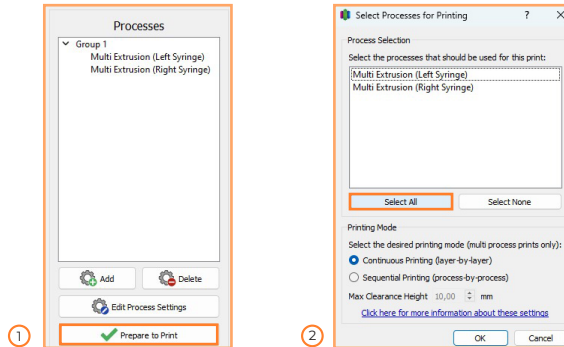 Processes
Group 1
Multi Extrusion (Left Syringe)
Multi Extrusion (Right Syringe)
Add
Delete
Edit Process Settings
Prepare to Print
1
Select Processes for Printing
?
Process Selection
Select the processes that should be used for this print:
Multi Extrusion (Left Syringe)
Multi Extrusion (Right Syringe)
Select All
Select None
Printing Mode
Select the desired printing mode (multi process prints only):
Continuous Printing (layer-by-layer)
Sequential Printing (process-by-process)
Max Clearance Height 10,00 mm
Click here for more information about these settings
OK
Cancel
2